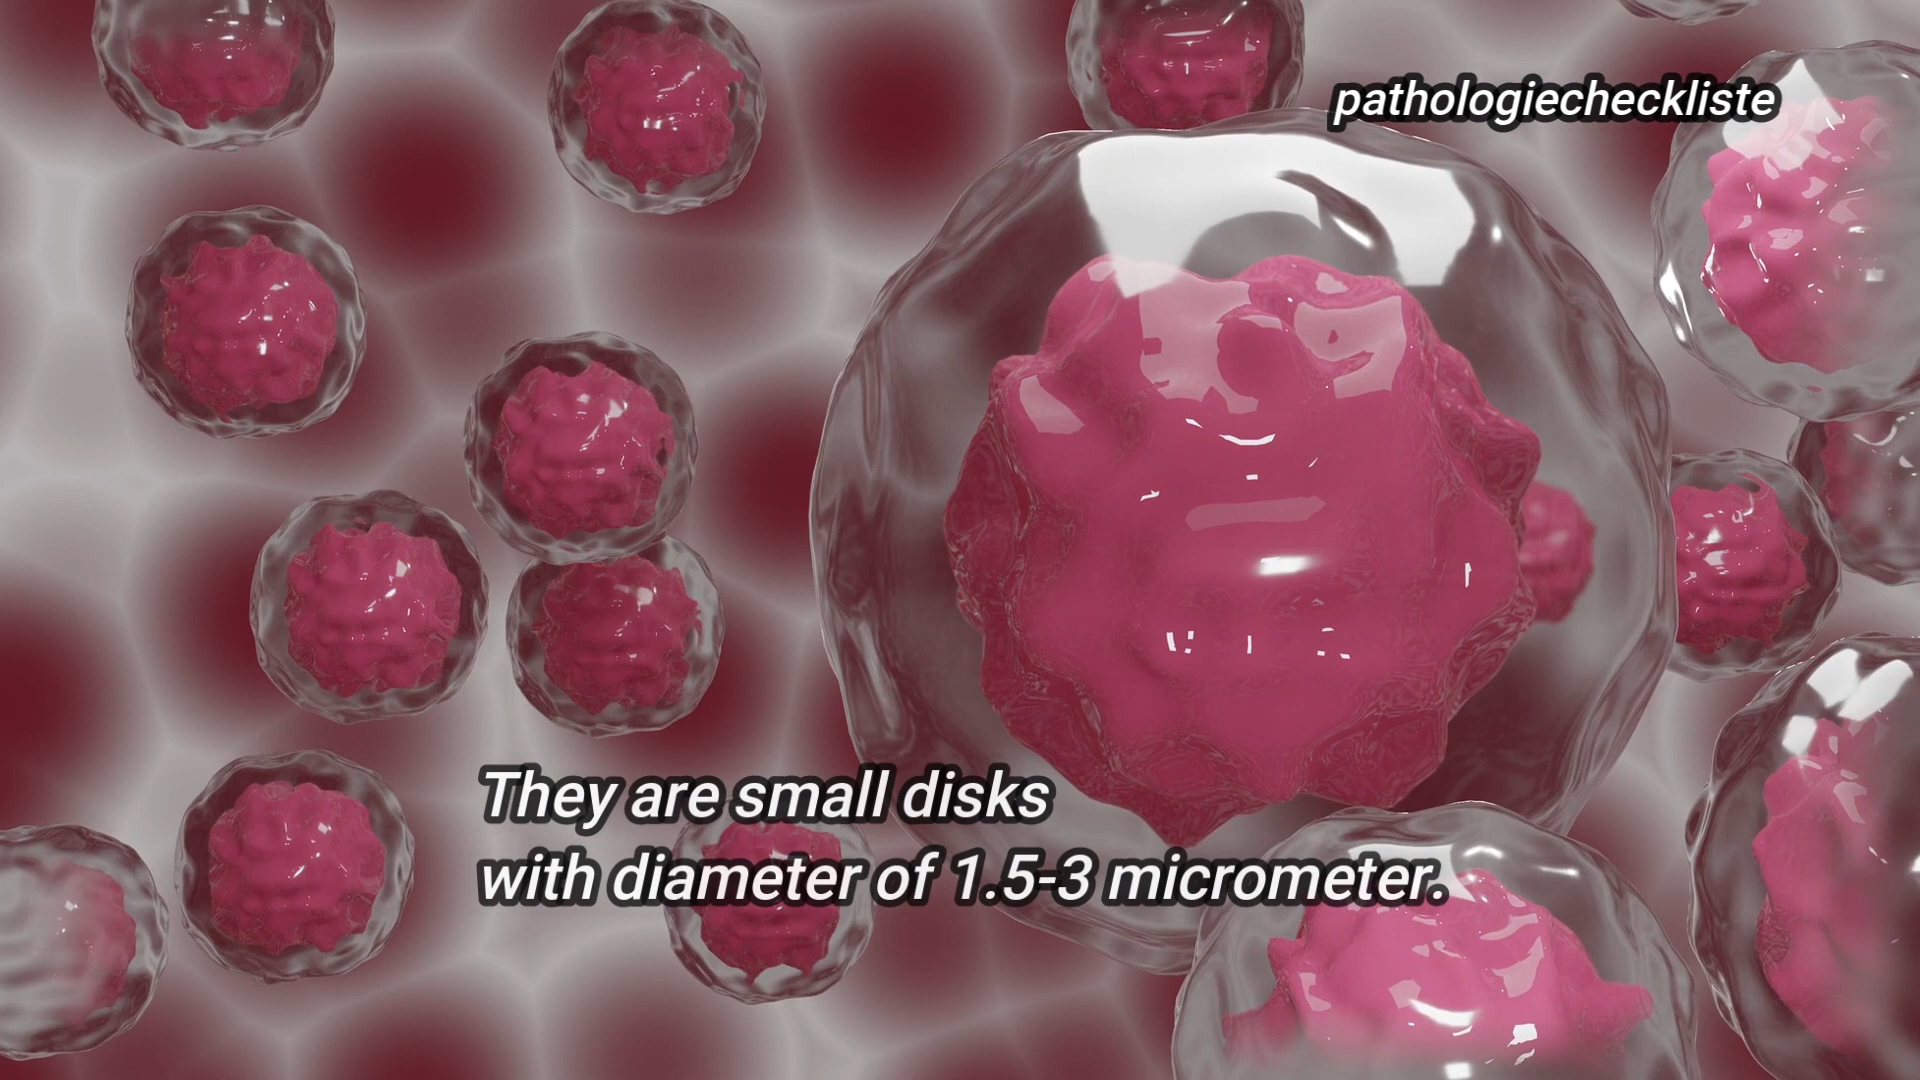 pathologiecheckliste
They are small disks
with diameter of 1.5-3 micrometer.